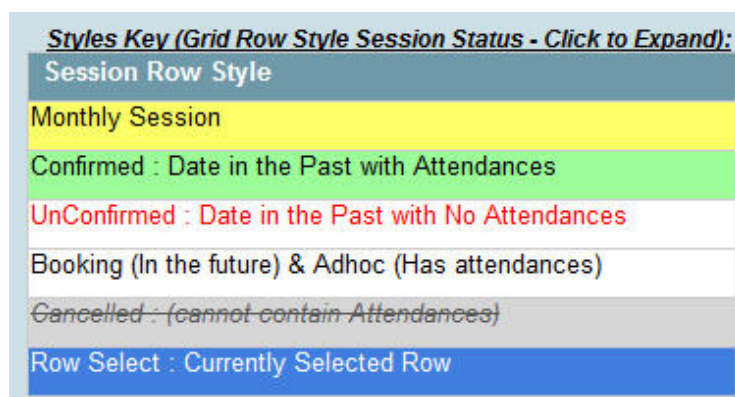 Styles Key (Grid Row Style Session Status - Click to Expand):
Session Row Style
Monthly Session
Confirmed : Date in the Past with Attendances
UnConfirmed : Date in the Past with No Attendances
Booking (In the future) & Adhoc (Has attendances)
Cancelled : (cannot contain Attendances)
Row Select : Currently Selected Row